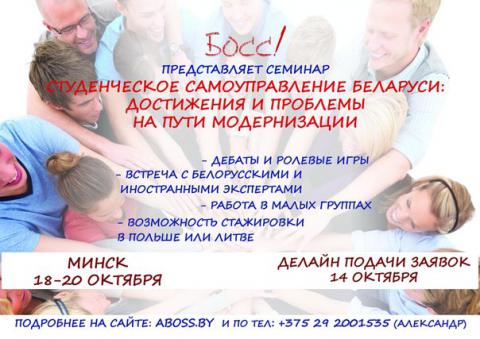 Босс!
ПРЕДСТАВЛЯЕТ СЕМИНАР
СТУДЕНЧЕСКОЕ САМОУПРАВЛЕНИЕ БЕЛАРУСИ:
ДОСТИЖЕНИЯ И ПРОБЛЕМЫ
НА ПУТИ МОДЕРНИЗАЦИИ
- ДЕБАТЫ И РОЛЕВЫЕ ИГРЫ
- ВСТРЕЧА С БЕЛОРУССКИМИ И
ИНОСТРАННЫМИ ЭКСПЕРТАМИ
- РАБОТА В МАЛЫХ ГРУППАХ
- ВОЗМОЖНОСТЬ СТАЖИРОВКИ
В ПОЛЬШЕ ИЛИ ЛИТВЕ
МИНСК
18-20 ОКТЯБРЯ
ДЕЛАЙН ПОДАЧИ ЗАЯВОК
14 ОКТЯБРЯ
ПОДРОБНЕЕ НА САЙТЕ: ABOSS.BY И ПО ТЕЛ: +375 29 2001535 (АЛЕКСАНДР)